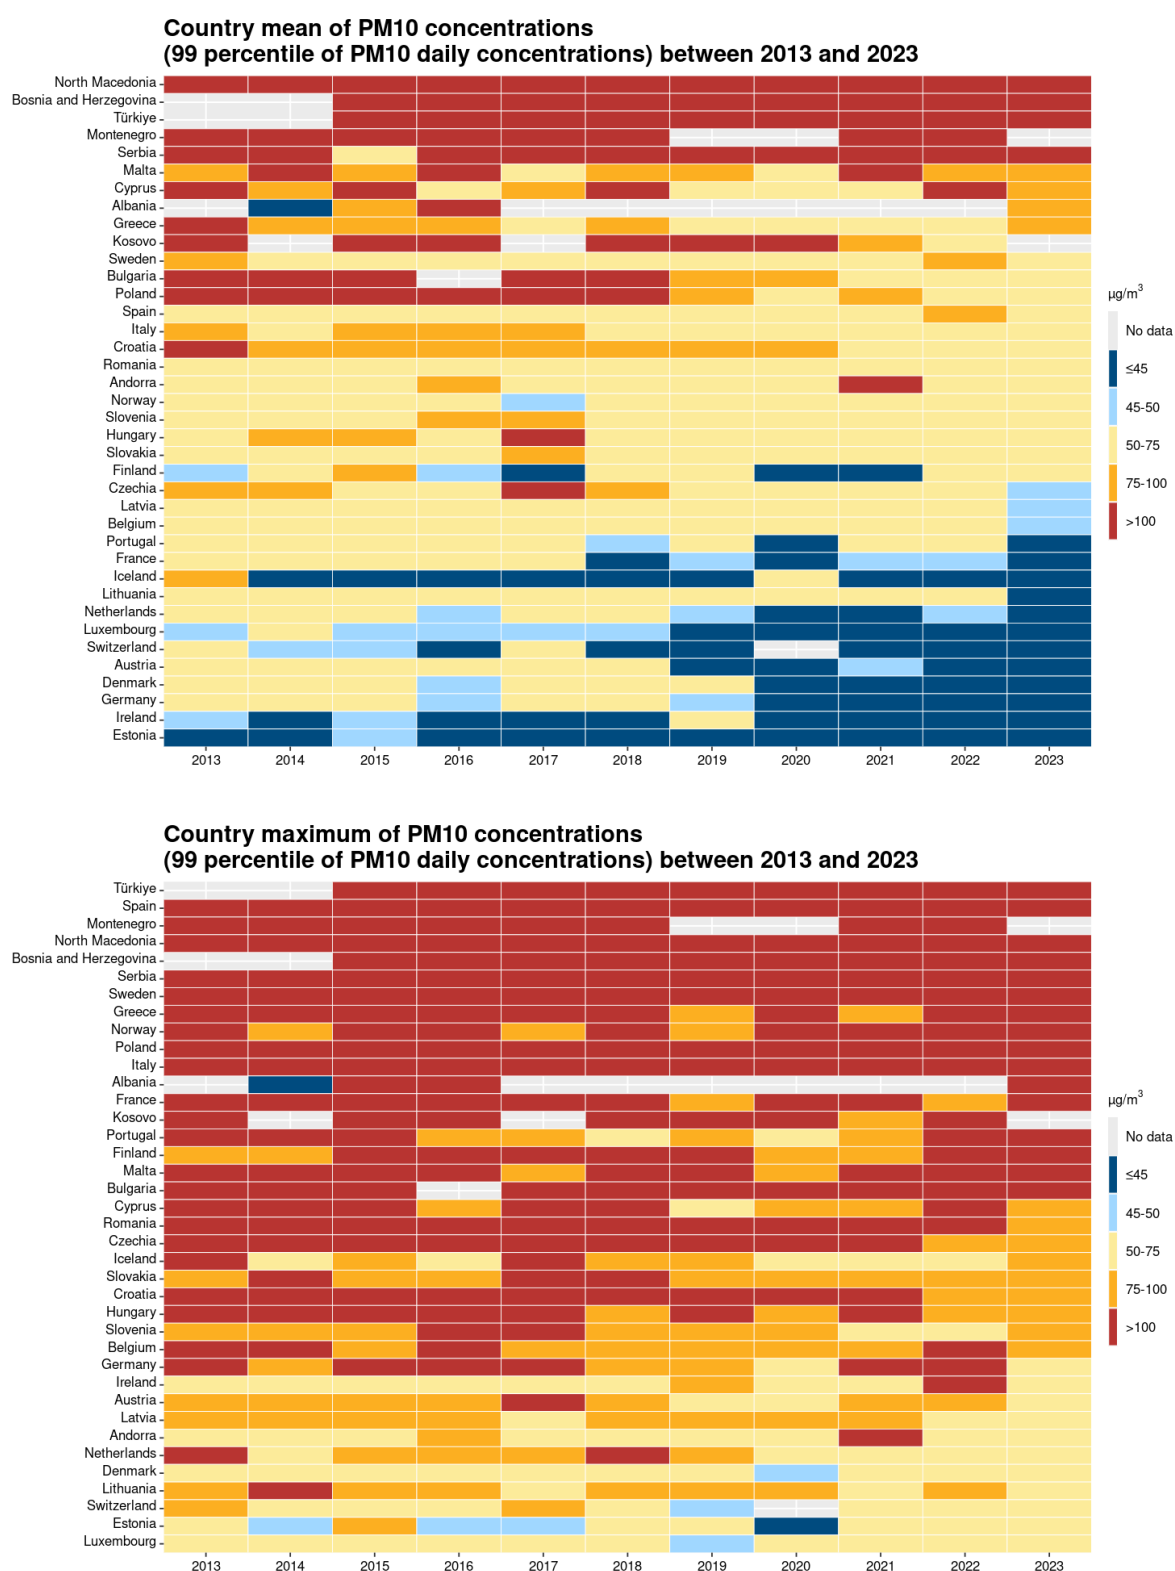 Country mean of PM10 concentrations
(99 percentile of PM10 daily concentrations) between 2013 and 2023
North Macedonia
Bosnia and Herzegovina
Türkiye
Montenegro
Serbia
Malta
Cyprus
Albania
Greece
Kosovo
Sweden
Bulgaria
Poland
Spain
Italy
Croatia
Romania
Andorra
Norway
Slovenia
Hungary
Slovakia
Finland
Czechia
Latvia
Belgium
Portugal
France
Iceland
Lithuania
Netherlands
Luxembourg
Switzerland
Austria
Denmark
Germany
Ireland
Estonia
2013 2014 2015 2016 2017 2018 2019 2020 2021 2022 2023
µg/m³
No data
≤45
45-50
50-75
75-100
>100
Country maximum of PM10 concentrations
(99 percentile of PM10 daily concentrations) between 2013 and 2023
Türkiye
Spain
Montenegro
North Macedonia
Bosnia and Herzegovina
Serbia
Sweden
Greece
Norway
Poland
Italy
Albania
France
Kosovo
Portugal
Finland
Malta
Bulgaria
Cyprus
Romania
Czechia
Iceland
Slovakia
Croatia
Hungary
Slovenia
Belgium
Germany
Ireland
Austria
Latvia
Andorra
Netherlands
Denmark
Lithuania
Switzerland
Estonia
Luxembourg
2013 2014 2015 2016 2017 2018 2019 2020 2021 2022 2023
µg/m³
No data
≤45
45-50
50-75
75-100
>100